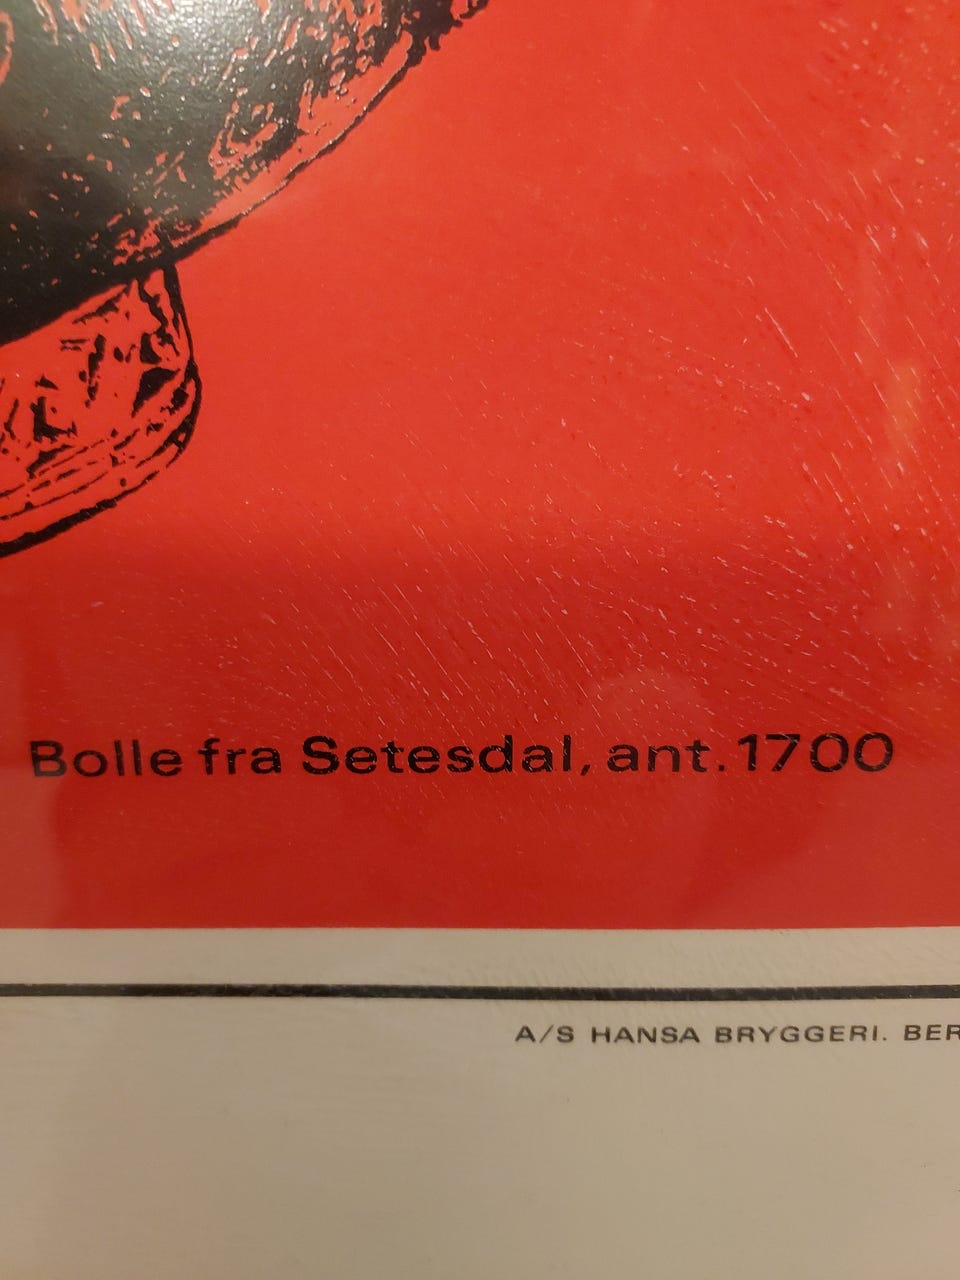 Bolle fra Setesdal, ant. 1700
A/S HANSA BRYGGERI. BER